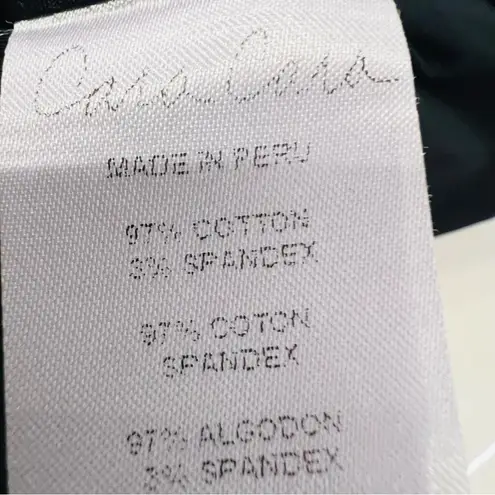 Cara Cara
MADE IN PERU
97% COTTON
3% SPANDEX
97% COTON
SPANDEX
97% ALGODON
3% SPANDEX